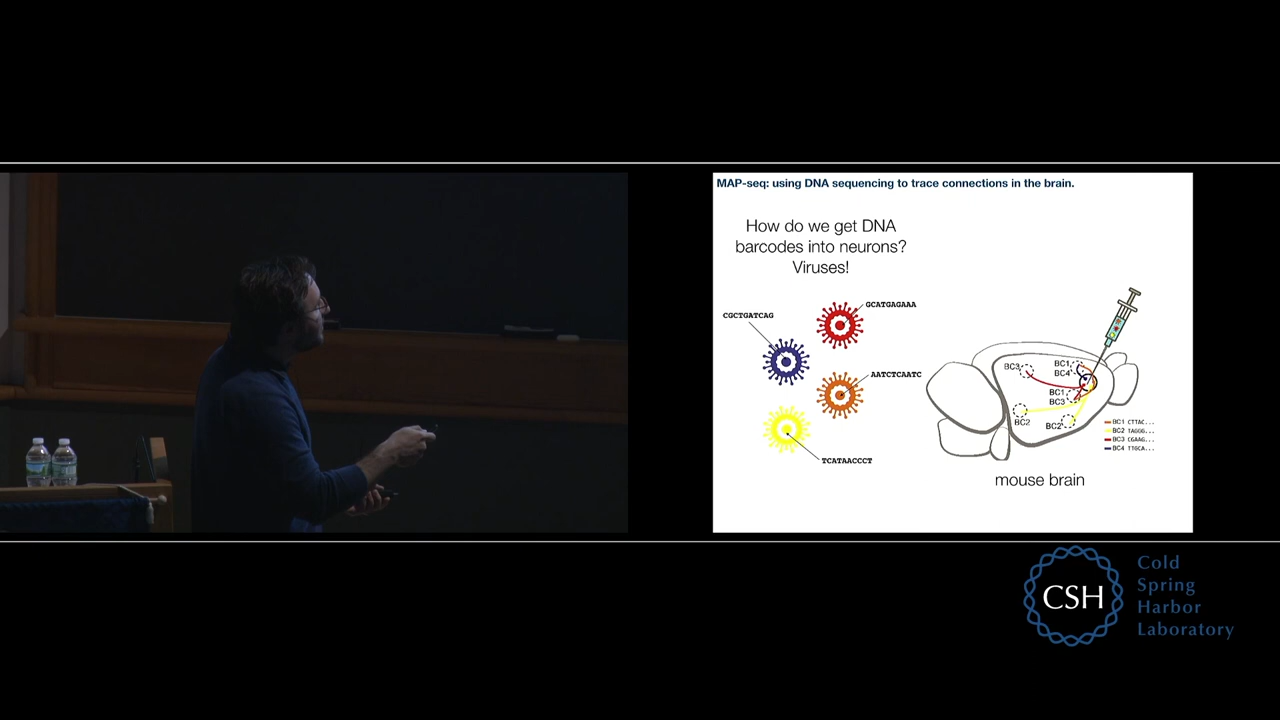 MAP-seq: using DNA sequencing to trace connections in the brain.
How do we get DNA
barcodes into neurons?
Viruses!
GCATGAGAAA
CGCTGATCAG
AATCTCAATC
TCATAACCCT
BC3
BC1
BC4
BC1
BC3
BC2
BC2
BC1 CTTAC...
BC2 TAGGG...
BC3 CGAAG...
BC4 TTGCA...
mouse brain
CSH
Cold
Spring
Harbor
Laboratory